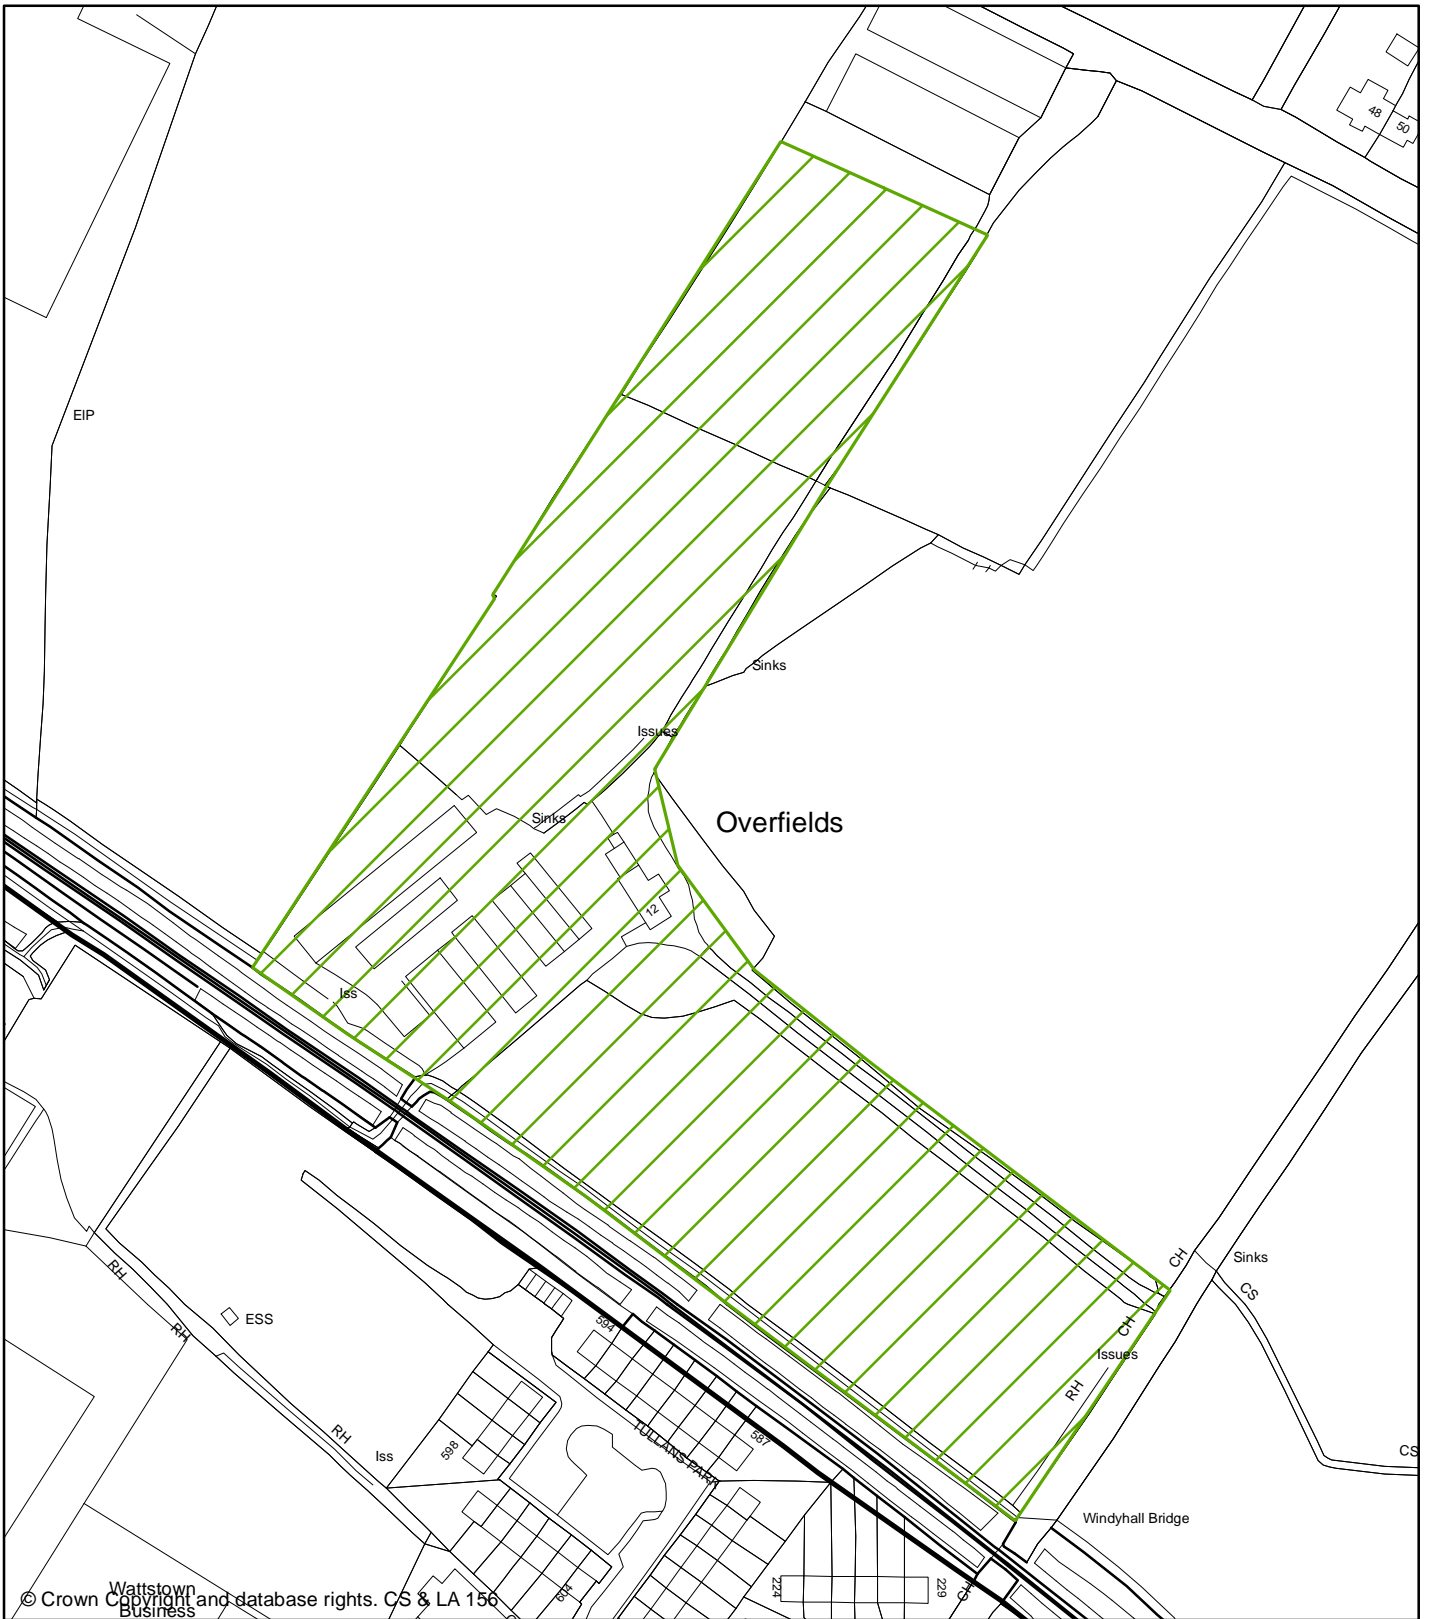 48
50
EIP
Sinks
Issues
Sinks
Overfields
12
Iss
CH
Sinks
CS
RH
ESS
CH
Issues
RH
594
RH
RH
Iss
598
TULLANS PARK
587
CS
Windyhall Bridge
Wattstown
Business
604
224
229
CH
© Crown Copyright and database rights. CS & LA 156